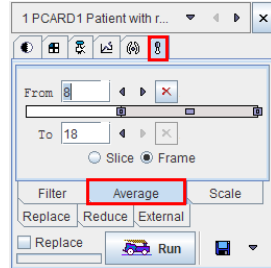 1 PCARD1 Patient with r...
From 8
To 18
Slice Frame
Filter Average Scale
Replace Reduce External
Replace Run